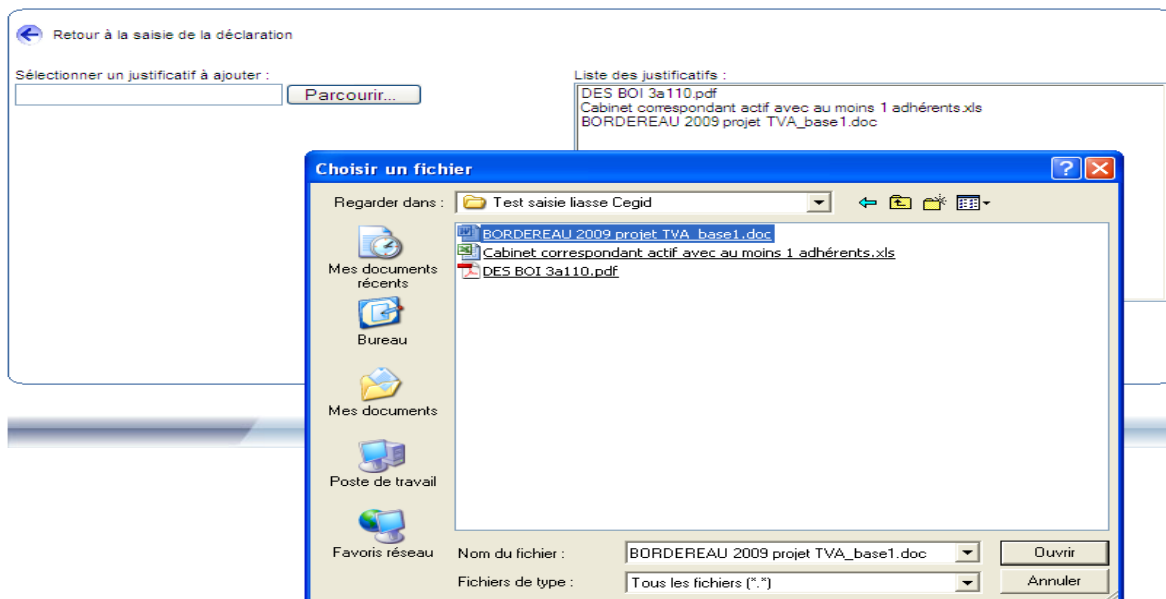 Retour à la saisie de la déclaration
Sélectionner un justificatif à ajouter :
Parcourir...
Liste des justificatifs :
DES BOI 3a110.pdf
Cabinet correspondant actif avec au moins 1 adhérents.xls
BORDEREAU 2009 projet TVA_base1.doc
Choisir un fichier
Regarder dans :
Test saisie liasse Cegid
BORDEREAU 2009 projet TVA_base1.doc
Cabinet correspondant actif avec au moins 1 adhérents.xls
DES BOI 3a110.pdf
Mes documents
récents
Bureau
Mes documents
Poste de travail
Favoris réseau
Nom du fichier :
BORDEREAU 2009 projet TVA_base1.doc
Ouvrir
Fichiers de type :
Tous les fichiers (*.*)
Annuler